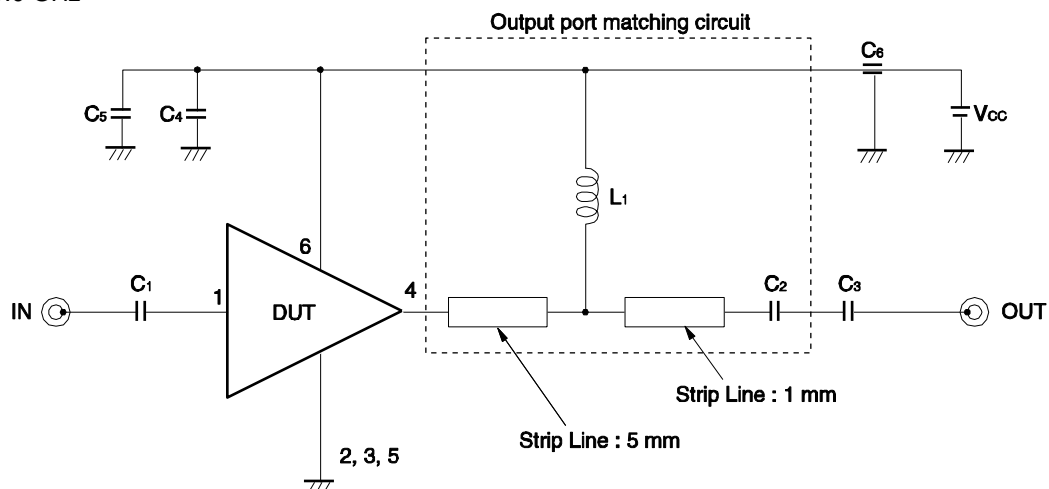 Output port matching circuit
C6
C5
C4
VCC
L1
6
C1
1
4
C2
C3
IN
DUT
OUT
Strip Line : 1 mm
Strip Line : 5 mm
2, 3, 5